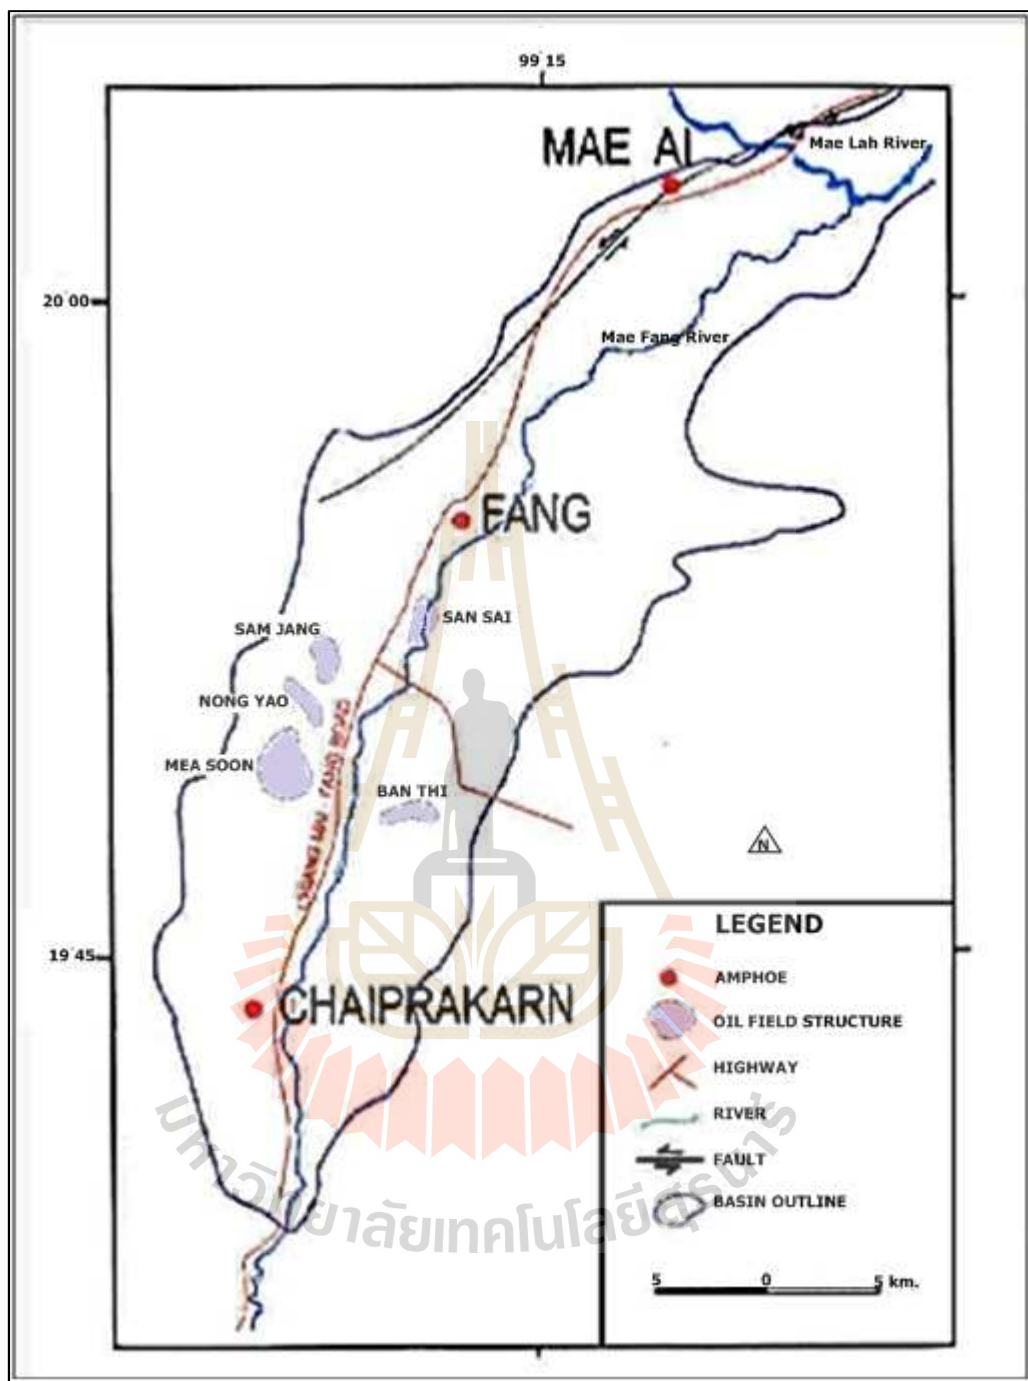 99 15
MAE AI
Mae Lah River
20 00
Mae Fang River
FANG
SAN SAI
SAM JANG
NONG YAO
MEA SOON
BAN THI
CHIANG MAI - FANG ROAD
N
19 45
CHAIPRAKARN
LEGEND
AMPHOE
OIL FIELD STRUCTURE
HIGHWAY
RIVER
FAULT
BASIN OUTLINE
5 0 5 km.
มหาวิทยาลัยเทคโนโลยีสุรนารี